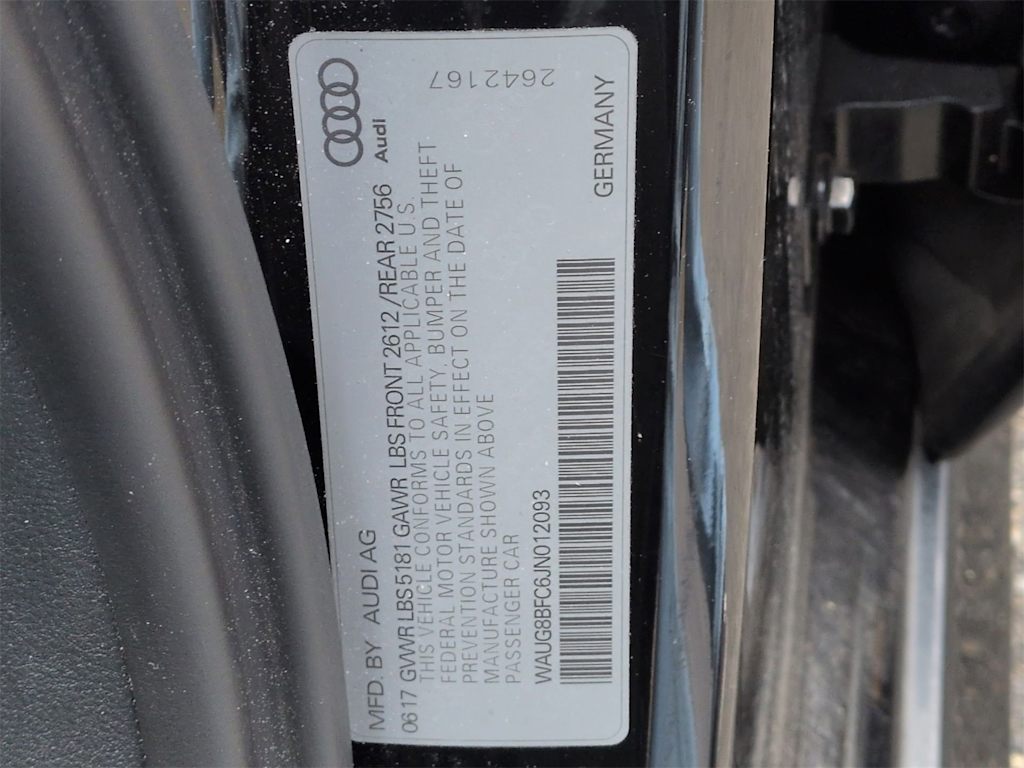 MFD. BY AUDI AG
Audi
0617 GVWR LBS 5181 GAWR LBS FRONT 2612/REAR 2756
THIS VEHICLE CONFORMS TO ALL APPLICABLE U.S.
FEDERAL MOTOR VEHICLE SAFETY, BUMPER AND THEFT
PREVENTION STANDARDS IN EFFECT ON THE DATE OF
MANUFACTURE SHOWN ABOVE
PASSENGER CAR
WAUG8BFC6JN012093
GERMANY
2642167